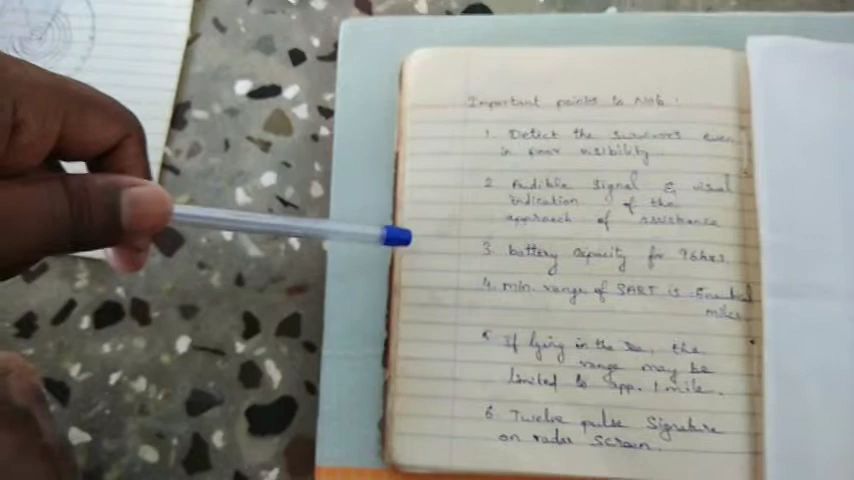 Important points to Note :
1. Detect the survivors even
in poor visibility
2 Audible signal & visual
indication of the
approach of assistance
3 battery capacity for 96hrs.
4. min. range of SART is 5nautical
miles
5 If lying in the sea, the
range may be
limited to app. 1 mile.
6 Twelve pulse signature
on radar screen.